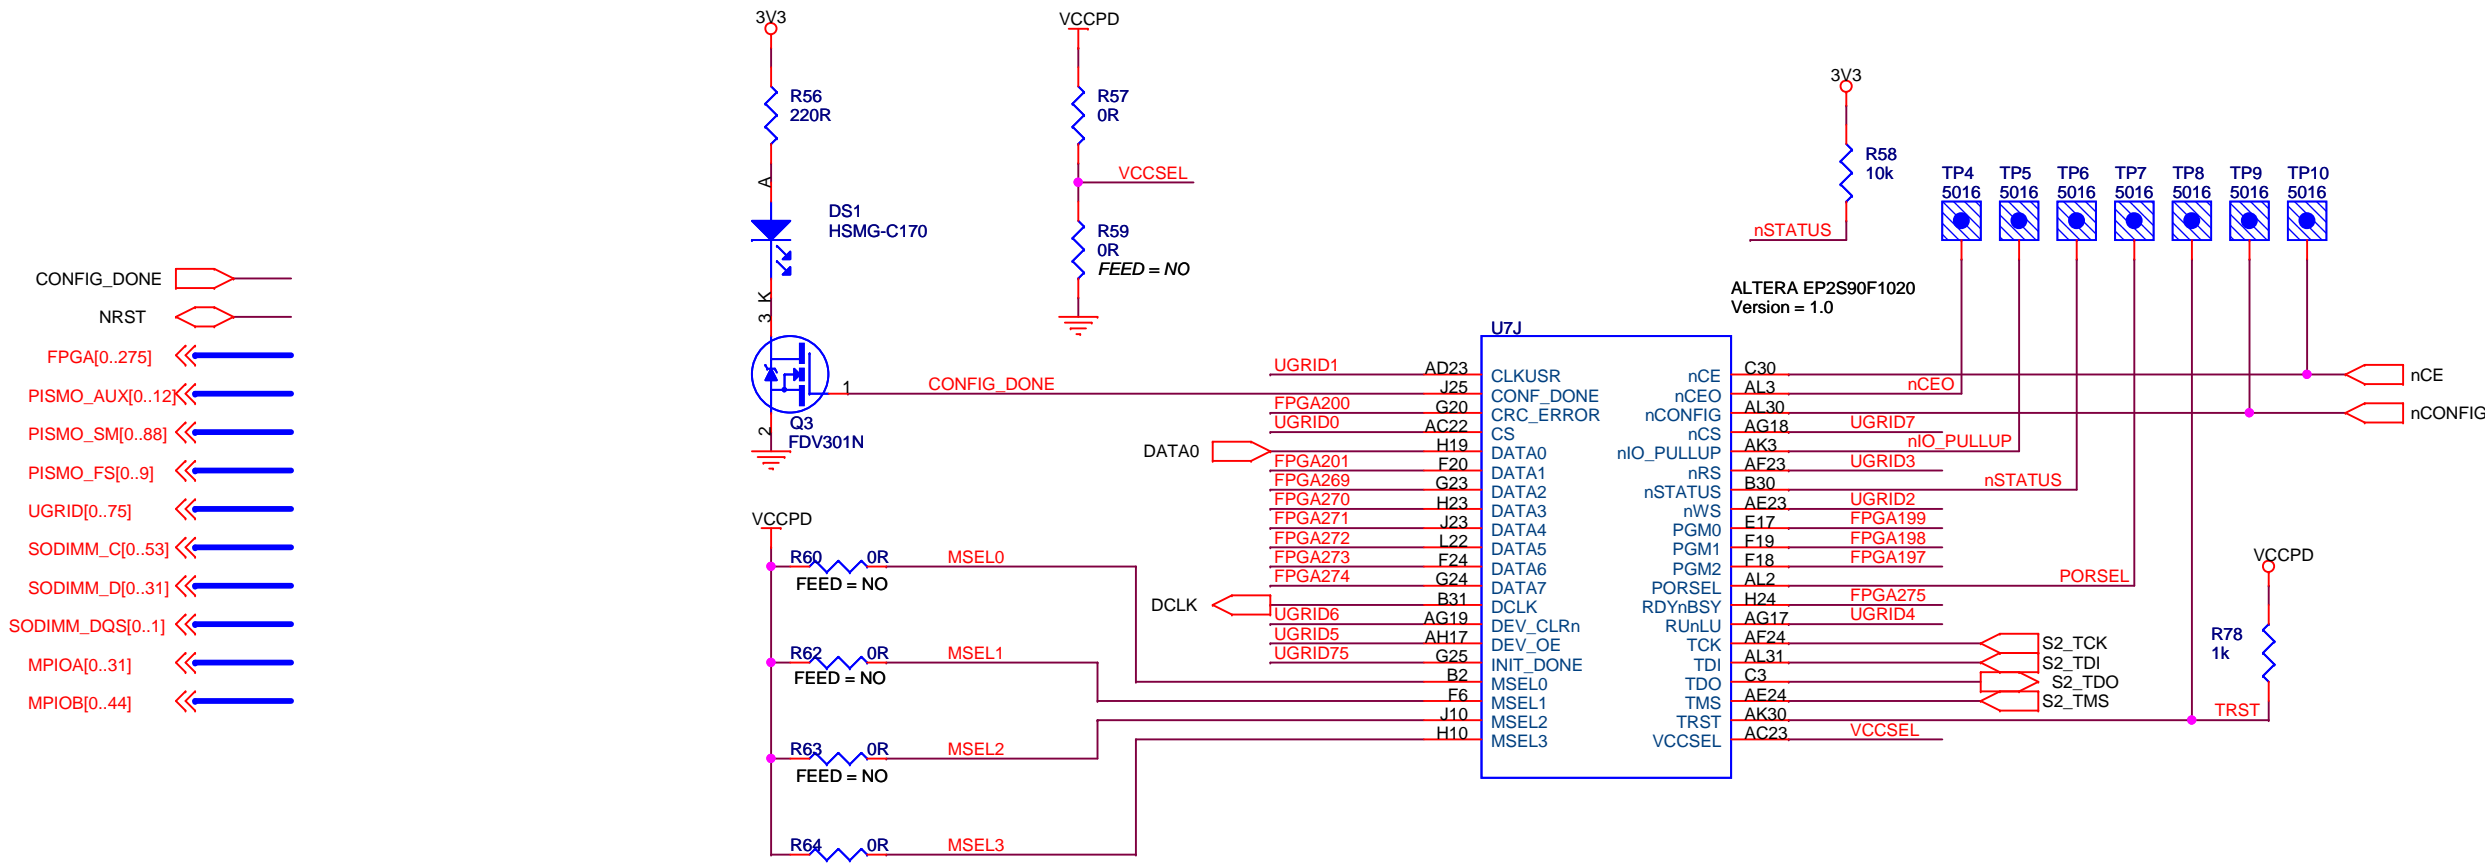 3V3
VCCPD
3V3
R56
220R
R57
0R
R58
10k
TP4
5016
TP5
5016
TP6
5016
TP7
5016
TP8
5016
TP9
5016
TP10
5016
A
VCCSEL
DS1
HSMG-C170
R59
0R
FEED = NO
nSTATUS
K
3
CONFIG_DONE
NRST
FPGA[0..275]
PISMO_AUX[0..12]
PISMO_SM[0..88]
PISMO_FS[0..9]
UGRID[0..75]
SODIMM_C[0..53]
SODIMM_D[0..31]
SODIMM_DQS[0..1]
MPIOA[0..31]
MPIOB[0..44]
1
CONFIG_DONE
Q3
FDV301N
2
ALTERA EP2S90F1020
Version = 1.0
U7J
UGRID1 AD23 CLKUSR
J25 CONF_DONE
FPGA200 G20 CRC_ERROR
UGRID0 AC22 CS
DATA0 H19 DATA0
FPGA201 F20 DATA1
FPGA269 G23 DATA2
FPGA270 H23 DATA3
FPGA271 J23 DATA4
FPGA272 L22 DATA5
FPGA273 F24 DATA6
FPGA274 G24 DATA7
DCLK B31 DCLK
UGRID6 AG19 DEV_CLRn
UGRID5 AH17 DEV_OE
UGRID75 G25 INIT_DONE
B2 MSEL0
F6 MSEL1
J10 MSEL2
H10 MSEL3
nCE C30 nCE
nCEO AL3 nCEO
nCONFIG AL30 nCONFIG
nCS AG18 UGRID7
nIO_PULLUP AK3 nIO_PULLUP
nRS AF23 UGRID3
nSTATUS B30 nSTATUS
nWS AE23 UGRID2
PGM0 E17 FPGA199
PGM1 F19 FPGA198
PGM2 F18 FPGA197
PORSEL AL2 PORSEL
RDYnBSY H24 FPGA275
RUnLU AG17 UGRID4
TCK AF24 S2_TCK
TDI AL31 S2_TDI
TDO C3 S2_TDO
TMS AE24 S2_TMS
TRST AK30 TRST
VCCSEL AC23 VCCSEL
VCCPD
R78
1k
VCCPD
R60 0R MSEL0
FEED = NO
R62 0R MSEL1
FEED = NO
R63 0R MSEL2
FEED = NO
R64 0R MSEL3